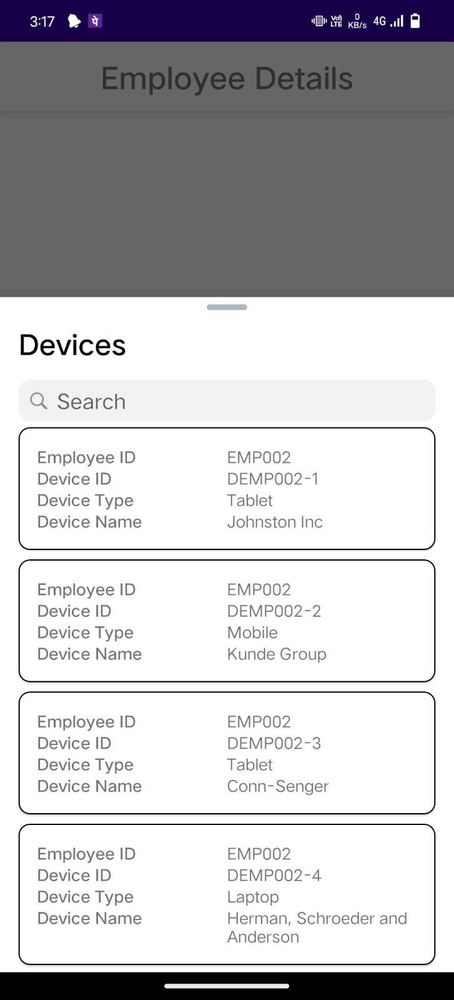 3:17 पे Vo) LTE 0 KB/s 4G
Employee Details
Devices
Search
Employee ID EMP002
Device ID DEMP002-1
Device Type Tablet
Device Name Johnston Inc
Employee ID EMP002
Device ID DEMP002-2
Device Type Mobile
Device Name Kunde Group
Employee ID EMP002
Device ID DEMP002-3
Device Type Tablet
Device Name Conn-Senger
Employee ID EMP002
Device ID DEMP002-4
Device Type Laptop
Device Name Herman, Schroeder and
Anderson